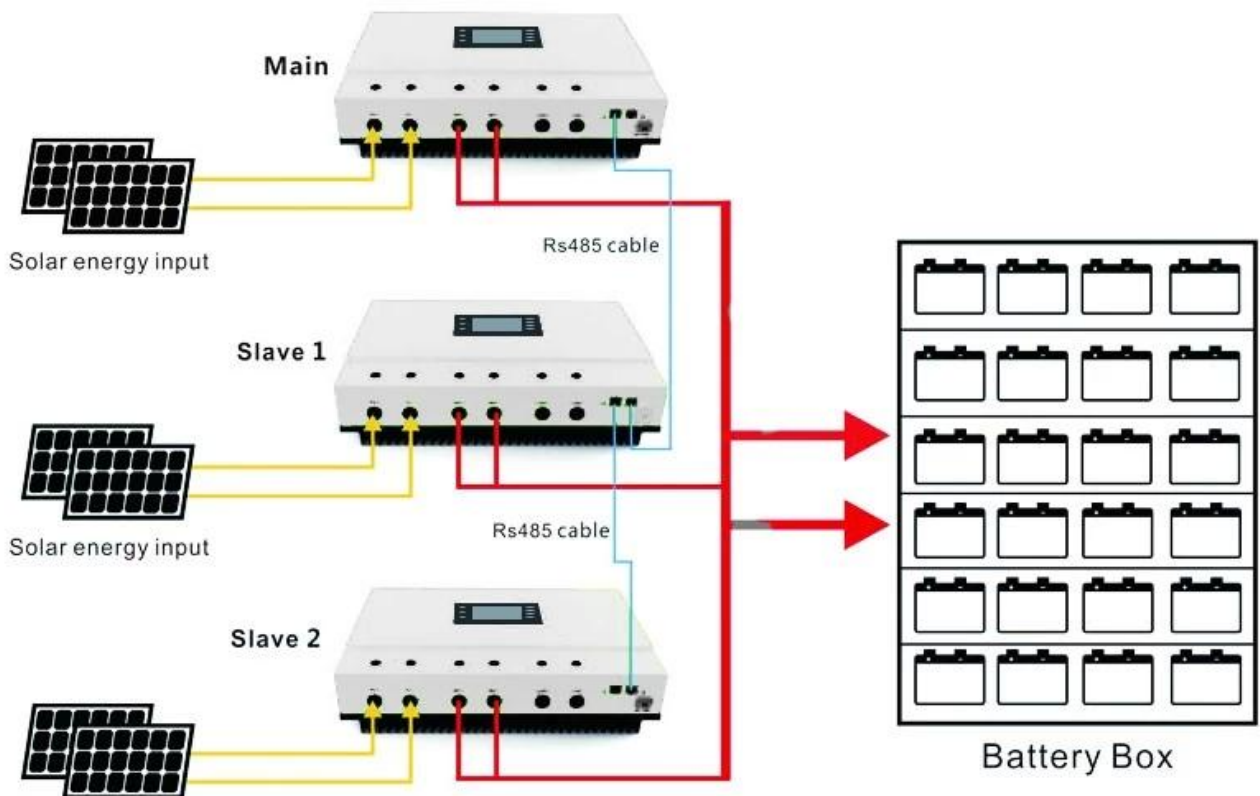 Main
Solar energy input
Rs485 cable
Slave 1
Solar energy input
Rs485 cable
Slave 2
Battery Box